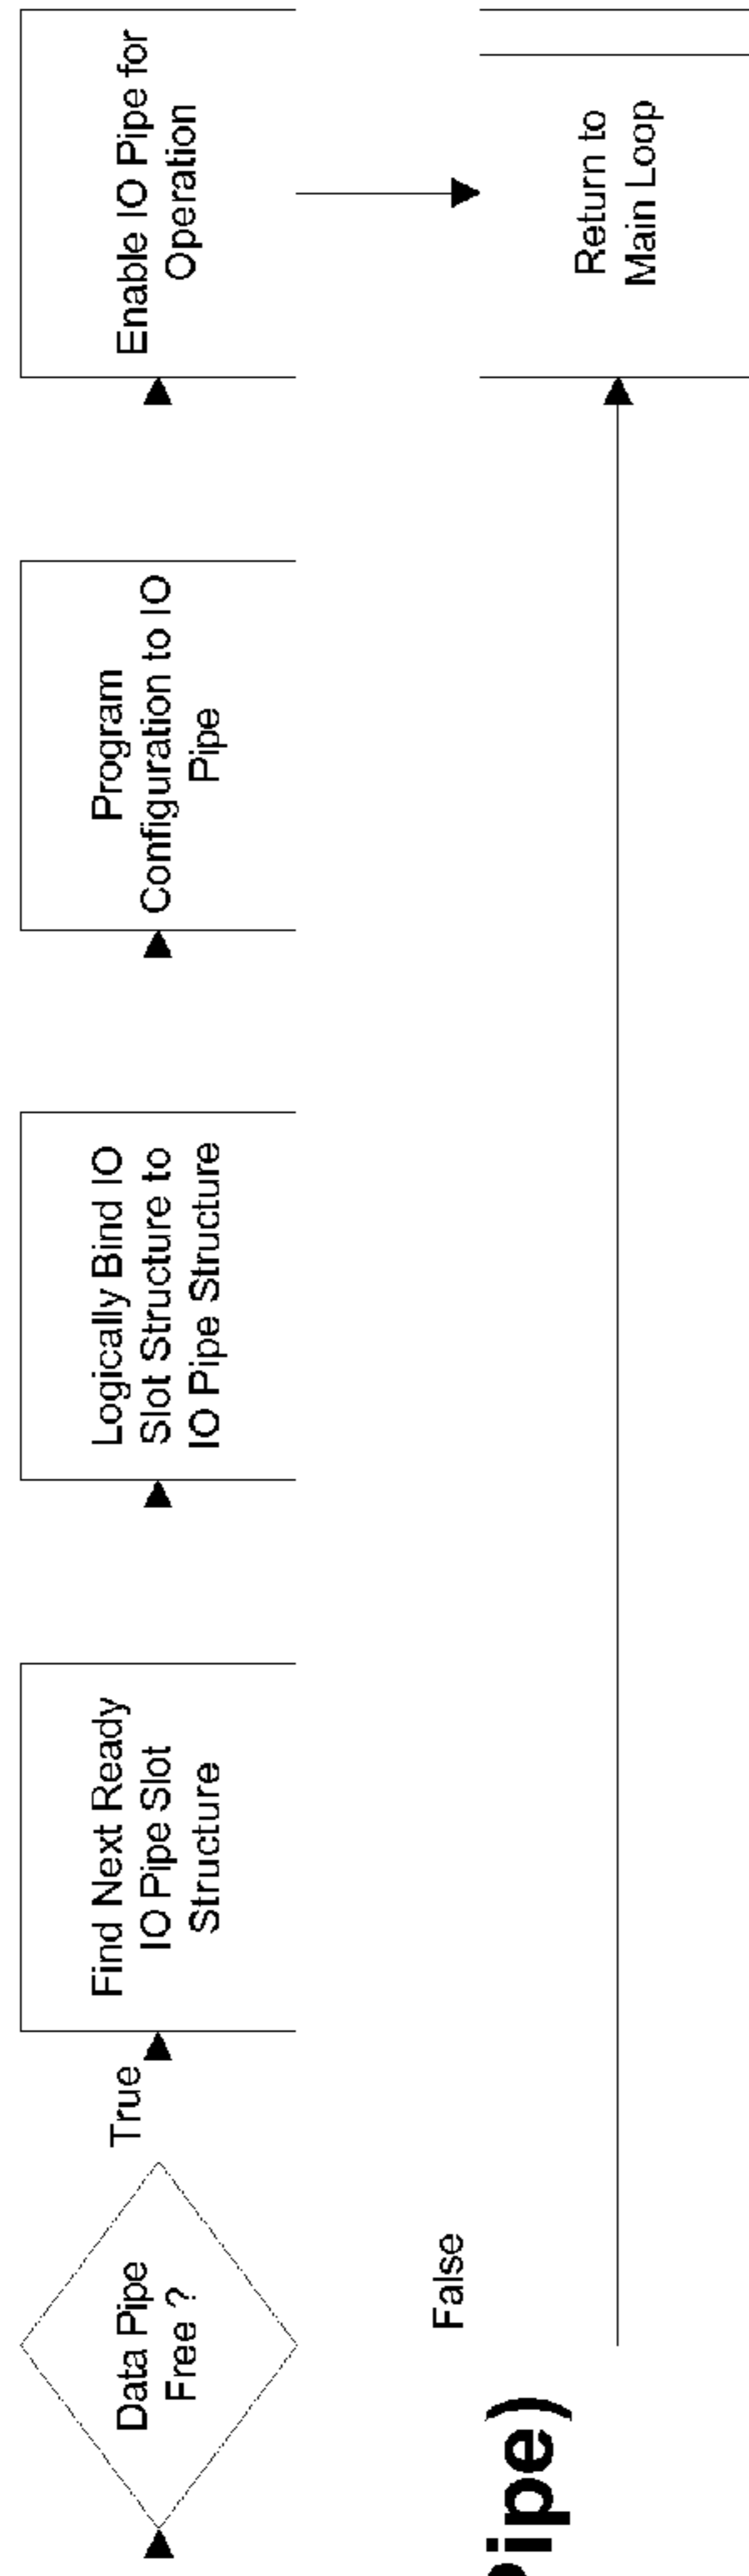 Data Pipe
Free ?
True
Find Next Ready
IO Pipe Slot
Structure
Logically Bind IO
Slot Structure to
IO Pipe Structure
Program
Configuration to IO
Pipe
Enable IO Pipe for
Operation
False
Return to
Main Loop
Pipe)